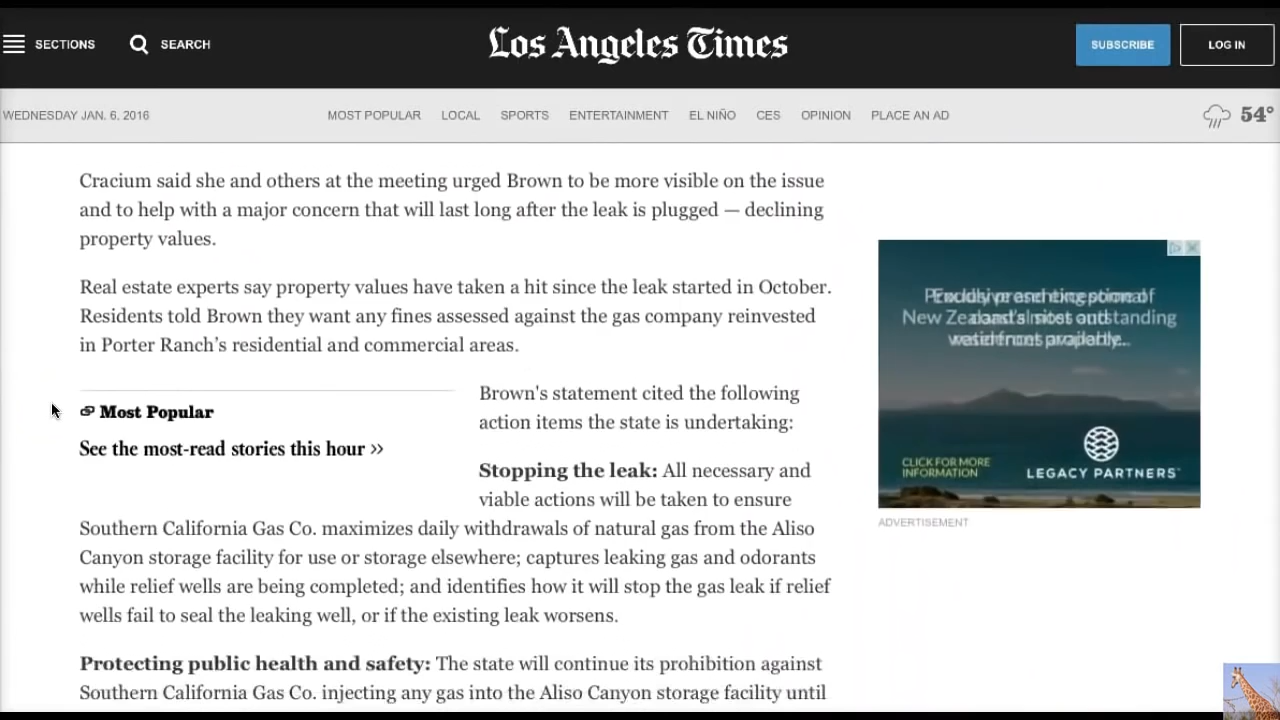 SECTIONS
SEARCH
Los Angeles Times
SUBSCRIBE
LOG IN
WEDNESDAY JAN. 6, 2016
MOST POPULAR
LOCAL
SPORTS
ENTERTAINMENT
EL NIÑO
CES
OPINION
PLACE AN AD
54°
Cracium said she and others at the meeting urged Brown to be more visible on the issue
and to help with a major concern that will last long after the leak is plugged — declining
property values.
Real estate experts say property values have taken a hit since the leak started in October.
Residents told Brown they want any fines assessed against the gas company reinvested
in Porter Ranch's residential and commercial areas.
Most Popular
See the most-read stories this hour >>
Brown's statement cited the following
action items the state is undertaking:
Stopping the leak: All necessary and
viable actions will be taken to ensure
Southern California Gas Co. maximizes daily withdrawals of natural gas from the Aliso
Canyon storage facility for use or storage elsewhere; captures leaking gas and odorants
while relief wells are being completed; and identifies how it will stop the gas leak if relief
wells fail to seal the leaking well, or if the existing leak worsens.
Protecting public health and safety: The state will continue its prohibition against
Southern California Gas Co. injecting any gas into the Aliso Canyon storage facility until
New
CLICK FOR MORE
INFORMATION
LEGACY PARTNERS
ADVERTISEMENT